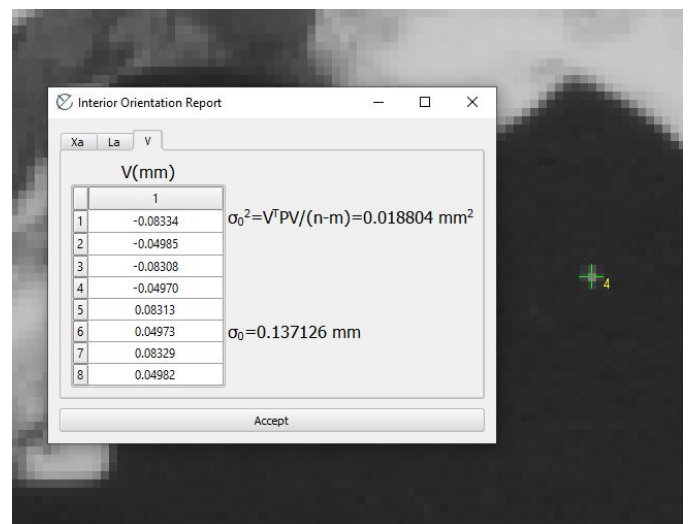 Interior Orientation Report
Xa La V
V(mm)
1
1 -0.08334
2 -0.04985
3 -0.08308
4 -0.04970
5 0.08313
6 0.04973
7 0.08329
8 0.04982
σ₀²=VᵀPV/(n-m)=0.018804 mm²
σ₀=0.137126 mm
Accept
4